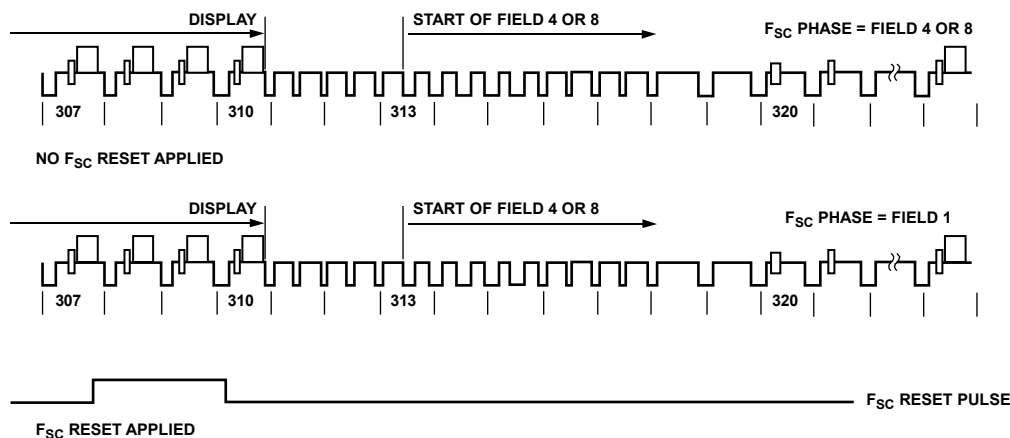 DISPLAY
START OF FIELD 4 OR 8
FSC PHASE = FIELD 4 OR 8
307
310
313
320
NO FSC RESET APPLIED
DISPLAY
START OF FIELD 4 OR 8
FSC PHASE = FIELD 1
307
310
313
320
FSC RESET PULSE
FSC RESET APPLIED